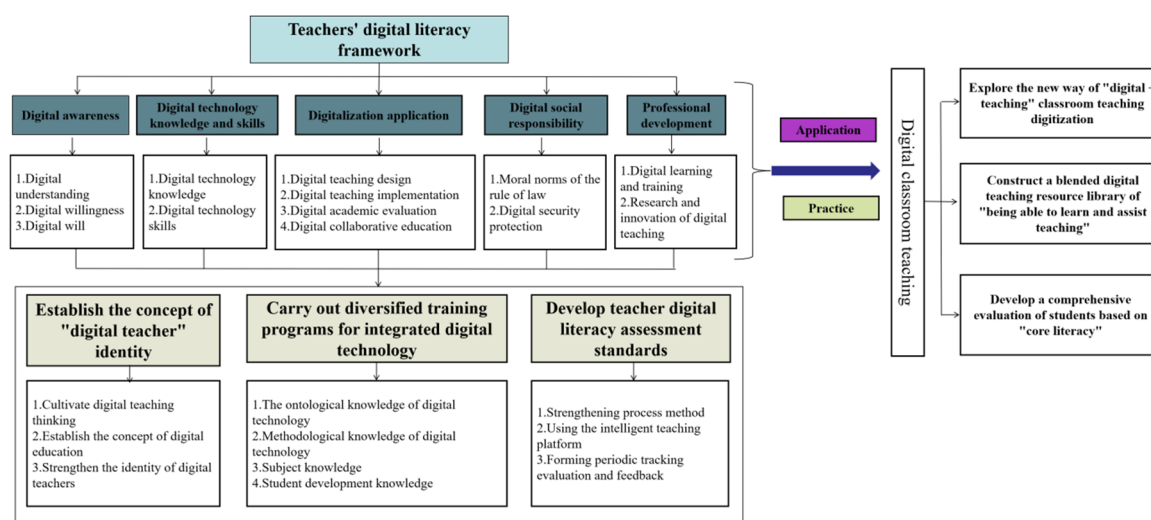 Teachers' digital literacy
framework
Digital awareness
Digital technology
knowledge and skills
Digitalization application
Digital social
responsibility
Professional
development
1.Digital
understanding
2.Digital willingness
3.Digital will
1.Digital technology
knowledge
2.Digital technology
skills
1.Digital teaching design
2.Digital teaching implementation
3.Digital academic evaluation
4.Digital collaborative education
1.Moral norms of the
rule of law
2.Digital security
protection
1.Digital learning
and training
2.Research and
innovation of digital
teaching
Application
Practice
Digital classroom teaching
Explore the new way of "digital +
teaching" classroom teaching
digitization
Construct a blended digital
teaching resource library of
"being able to learn and assist
teaching"
Develop a comprehensive
evaluation of students based on
"core literacy"
Establish the concept of
"digital teacher"
identity
Carry out diversified training
programs for integrated digital
technology
Develop teacher digital
literacy assessment
standards
1.Cultivate digital teaching
thinking
2.Establish the concept of digital
education
3.Strengthen the identity of digital
teachers
1.The ontological knowledge of digital
technology
2.Methodological knowledge of digital
technology
3.Subject knowledge
4.Student development knowledge
1.Strengthening process method
2.Using the intelligent teaching
platform
3.Forming periodic tracking
evaluation and feedback